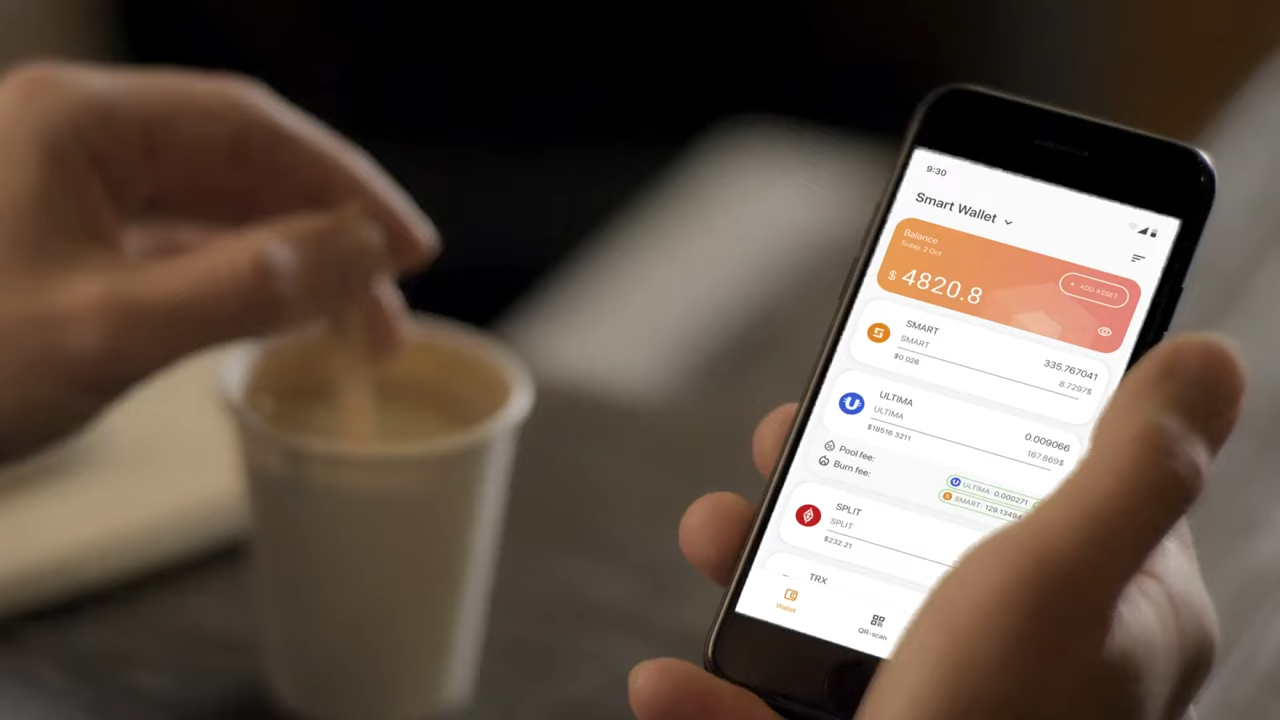 9:30
Smart Wallet
Balance
Today, 2 Oct
$ 4820.8
+ ADD ASSET
SMART
SMART
$0.026
335.767041
8.7297$
ULTIMA
ULTIMA
$18516.3211
0.009066
167.869$
Pool fee:
Burn fee:
ULTIMA: 0.000271
SMART: 129.13494
SPLIT
SPLIT
$232.21
TRX
Wallet
QR-scan